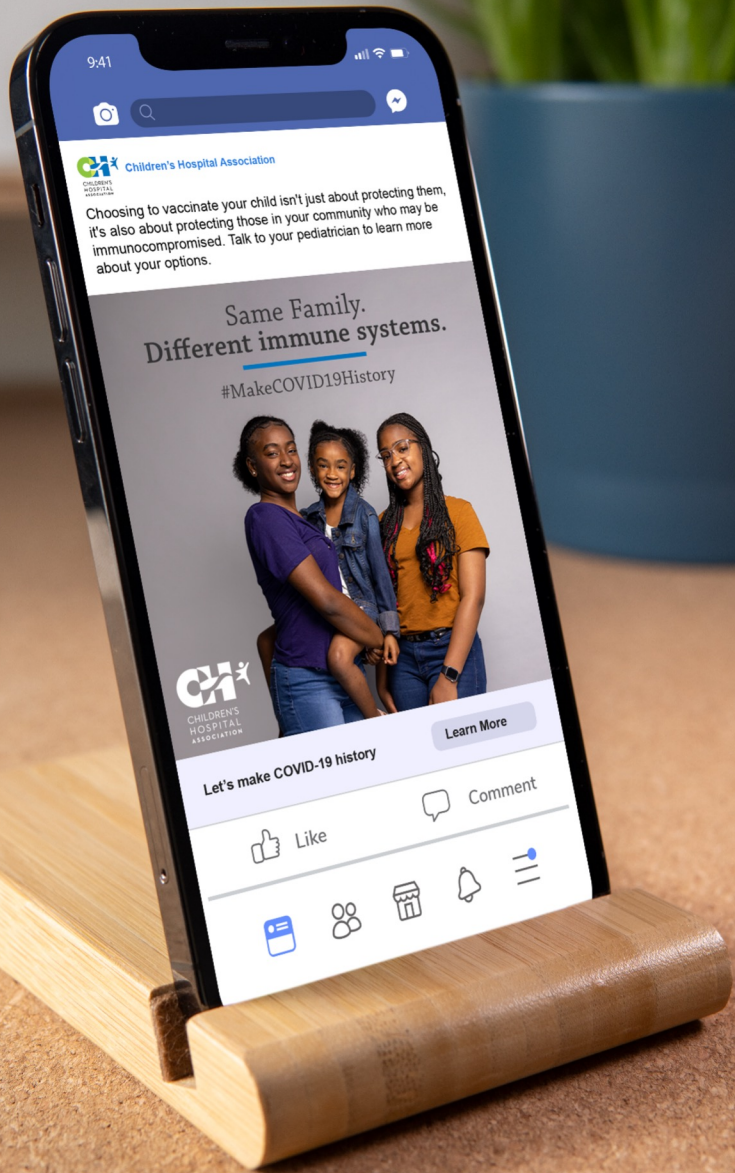 9:41
CH
CHILDREN'S
HOSPITAL
ASSOCIATION
Children's Hospital Association
Choosing to vaccinate your child isn't just about protecting them,
it's also about protecting those in your community who may be
immunocompromised. Talk to your pediatrician to learn more
about your options.
Same Family.
Different immune systems.
#MakeCOVID19History
CH
CHILDREN'S
HOSPITAL
ASSOCIATION
Let's make COVID-19 history
Learn More
Like
Comment